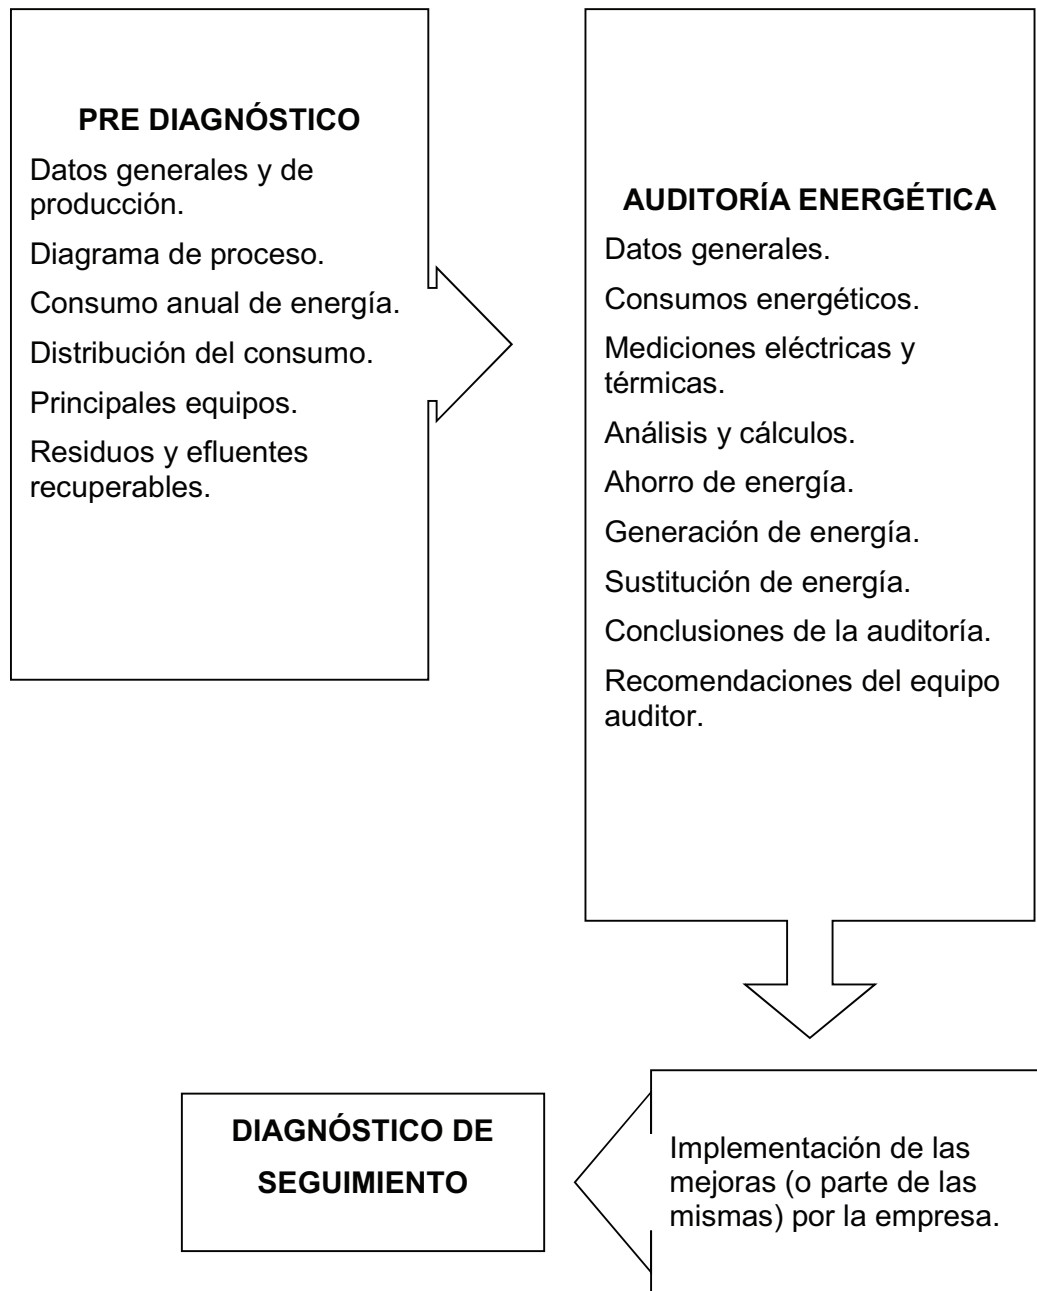 PRE DIAGNÓSTICO
Datos generales y de
producción.
Diagrama de proceso.
Consumo anual de energía.
Distribución del consumo.
Principales equipos.
Residuos y efluentes
recuperables.
AUDITORÍA ENERGÉTICA
Datos generales.
Consumos energéticos.
Mediciones eléctricas y
térmicas.
Análisis y cálculos.
Ahorro de energía.
Generación de energía.
Sustitución de energía.
Conclusiones de la auditoría.
Recomendaciones del equipo
auditor.
Implementación de las
mejoras (o parte de las
mismas) por la empresa.
DIAGNÓSTICO DE
SEGUIMIENTO